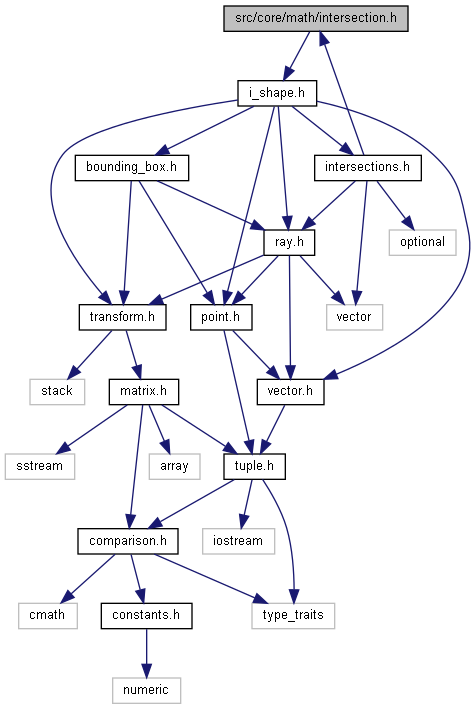 src/core/math/intersection.h
i_shape.h
bounding_box.h
intersections.h
ray.h
optional
transform.h
point.h
vector
stack
matrix.h
vector.h
sstream
array
tuple.h
comparison.h
iostream
cmath
constants.h
type_traits
numeric